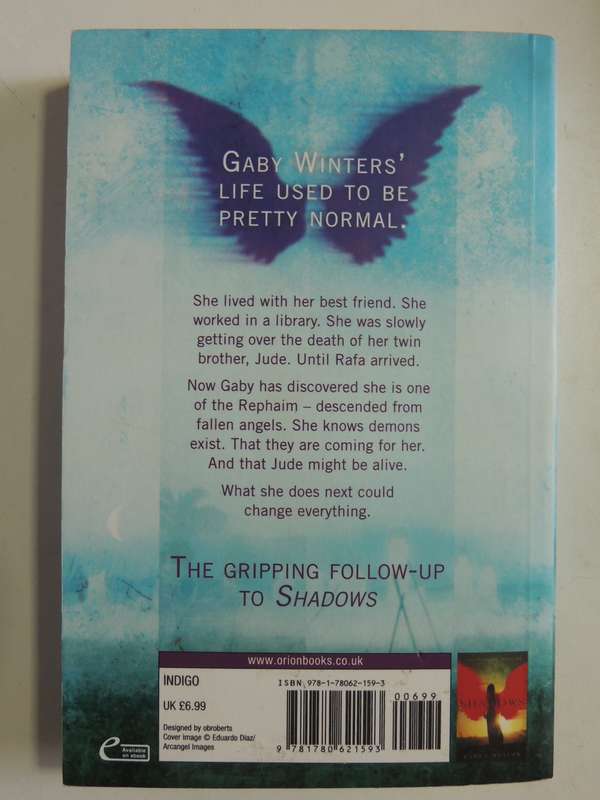 GABY WINTERS'
LIFE USED TO BE
PRETTY NORMAL.
She lived with her best friend. She
worked in a library. She was slowly
getting over the death of her twin
brother, Jude. Until Rafa arrived.
Now Gaby has discovered she is one
of the Rephaim – descended from
fallen angels. She knows demons
exist. That they are coming for her.
And that Jude might be alive.
What she does next could
change everything.
THE GRIPPING FOLLOW-UP
TO SHADOWS
www.orionbooks.co.uk
INDIGO
UK £6.99
Designed by obroberts
Cover image © Eduardo Diaz/
Arcangel Images
e Available
on ebook
ISBN 978-1-78062-159-3
00699
9 781780 621593
SHADOWS